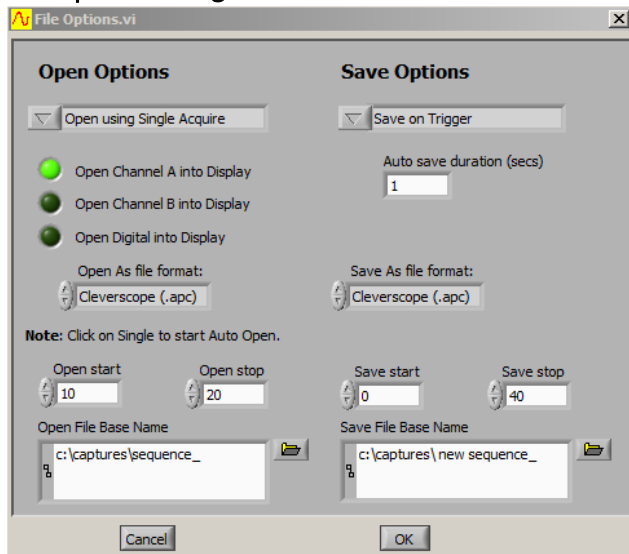 File Options.vi
Open Options
Save Options
Open using Single Acquire
Save on Trigger
Open Channel A into Display
Open Channel B into Display
Open Digital into Display
Auto save duration (secs)
1
Open As file format:
Cleverscope (.apc)
Save As file format:
Cleverscope (.apc)
Note: Click on Single to start Auto Open.
Open start
Open stop
10
20
Save start
Save stop
0
40
Open File Base Name
c:\captures\sequence_
Save File Base Name
c:\captures\ new sequence_
Cancel
OK